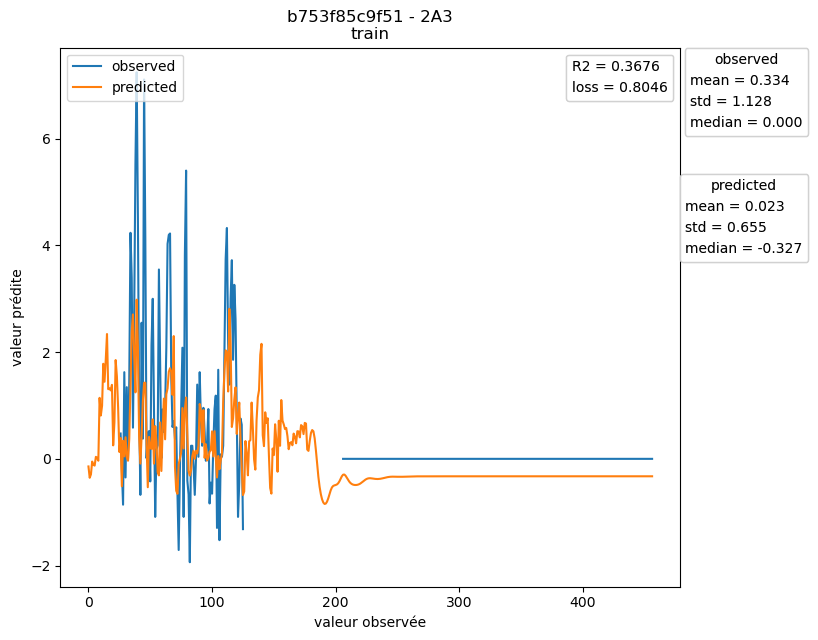 b753f85c9f51 - 2A3
train
observed
predicted
R2 = 0.3676
loss = 0.8046
observed
mean = 0.334
std = 1.128
median = 0.000
predicted
mean = 0.023
std = 0.655
median = -0.327
valeur prédite
6
4
2
0
−2
0
100
200
300
400
valeur observée